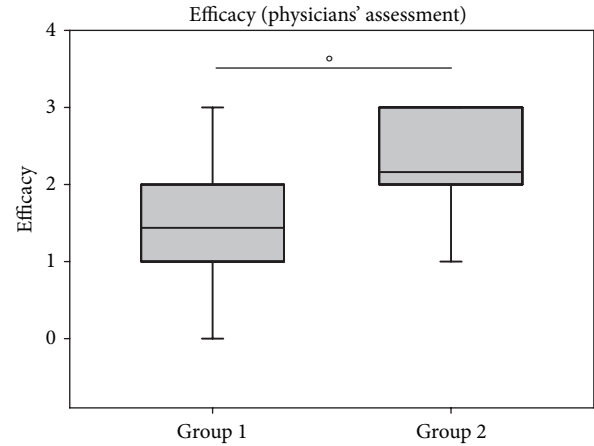 Efficacy (physicians’ assessment)
4
3
2
1
0
Efficacy
°
Group 1
Group 2